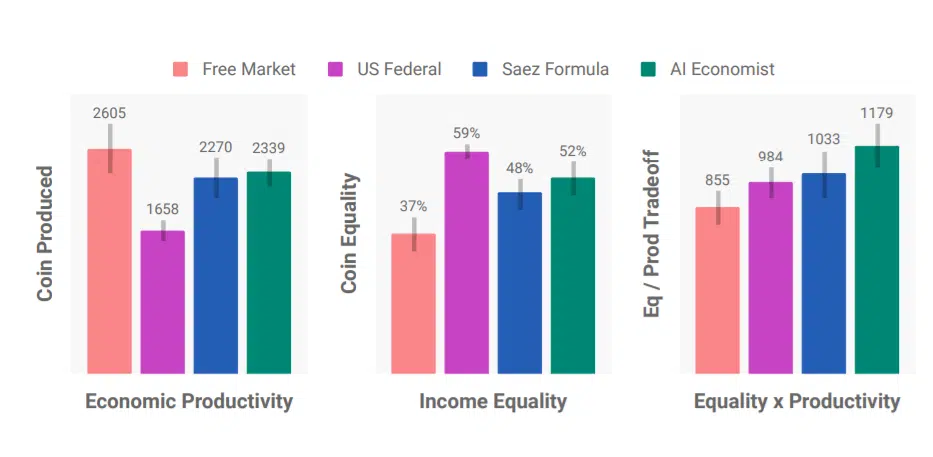 Free Market US Federal Saez Formula AI Economist
Coin Produced
2605
1658
2270
2339
Economic Productivity
Coin Equality
37%
59%
48%
52%
Income Equality
Eq / Prod Tradeoff
855
984
1033
1179
Equality x Productivity